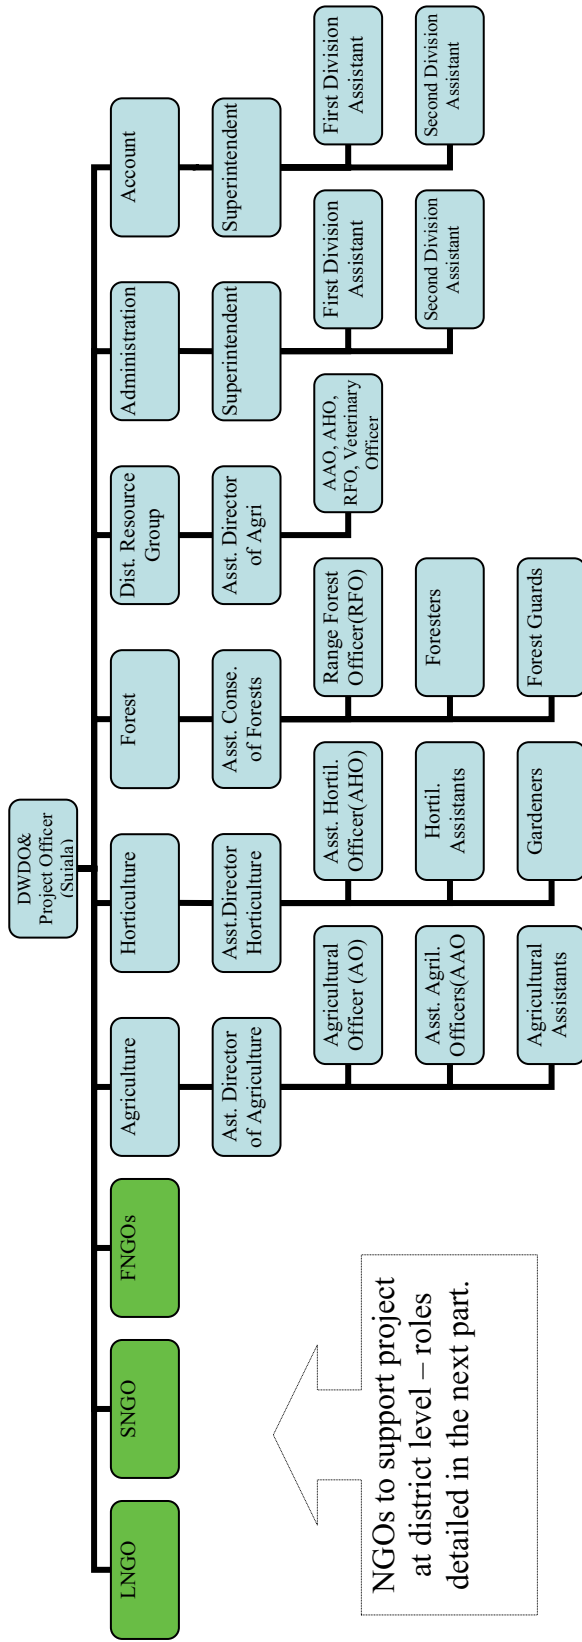 DWDO&
Project Officer
(Sujala)
LNGO
SNGO
FNGOs
Agriculture
Horticulture
Forest
Dist. Resource
Group
Administration
Account
Ast. Director
of Agriculture
Asst.Director
Horticulture
Asst. Conse.
of Forests
Asst. Director
of Agri
Superintendent
Superintendent
Agricultural
Officer (AO)
Asst. Hortil.
Officer(AHO)
Range Forest
Officer(RFO)
AAO, AHO,
RFO, Veterinary
Officer
First Division
Assistant
First Division
Assistant
Asst. Agril.
Officers(AAO
Hortil.
Assistants
Foresters
Second Division
Assistant
Second Division
Assistant
Agricultural
Assistants
Gardeners
Forest Guards
NGOs to support project
at district level – roles
detailed in the next part.